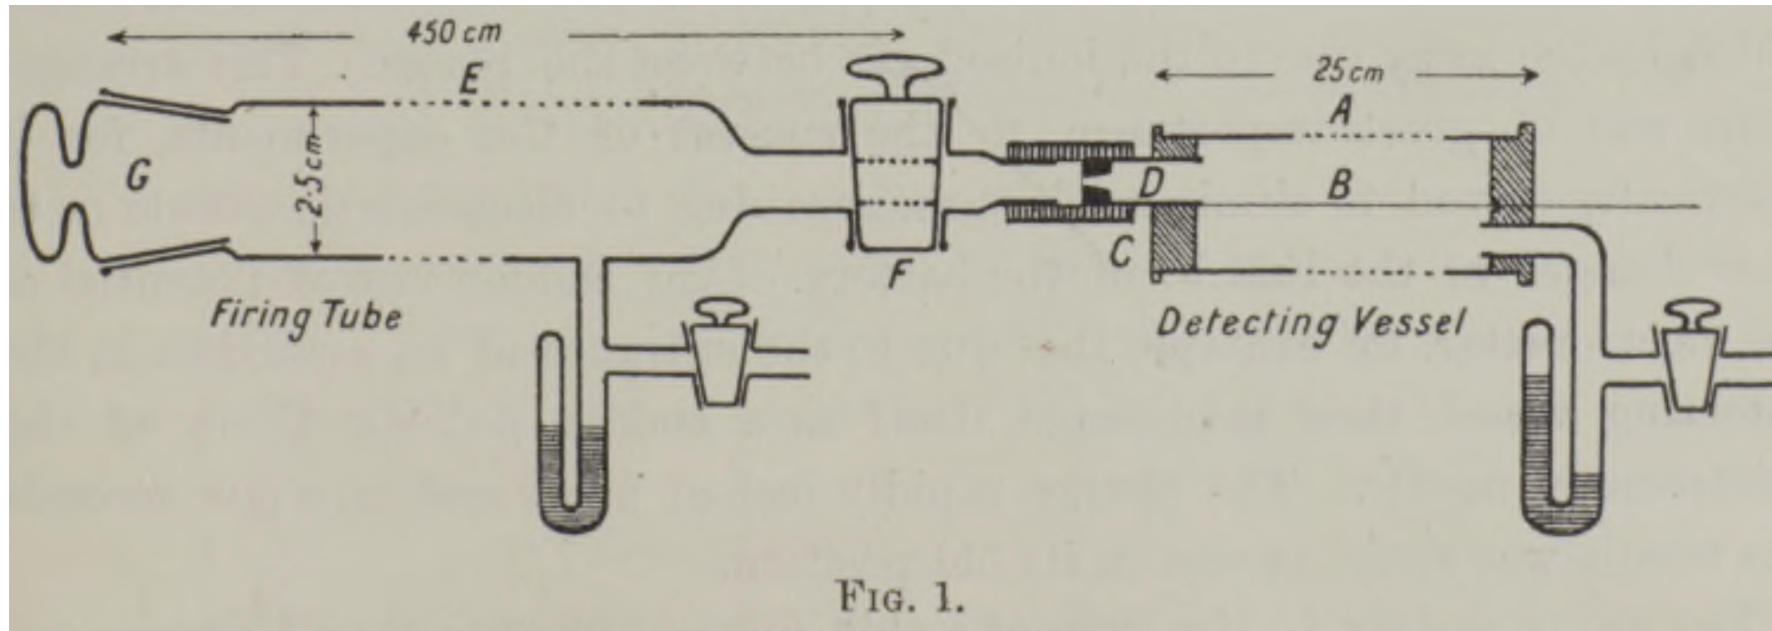 450 cm
25 cm
E
A
G
2·5 cm
D
B
C
F
Firing Tube
Detecting Vessel
FIG. 1.